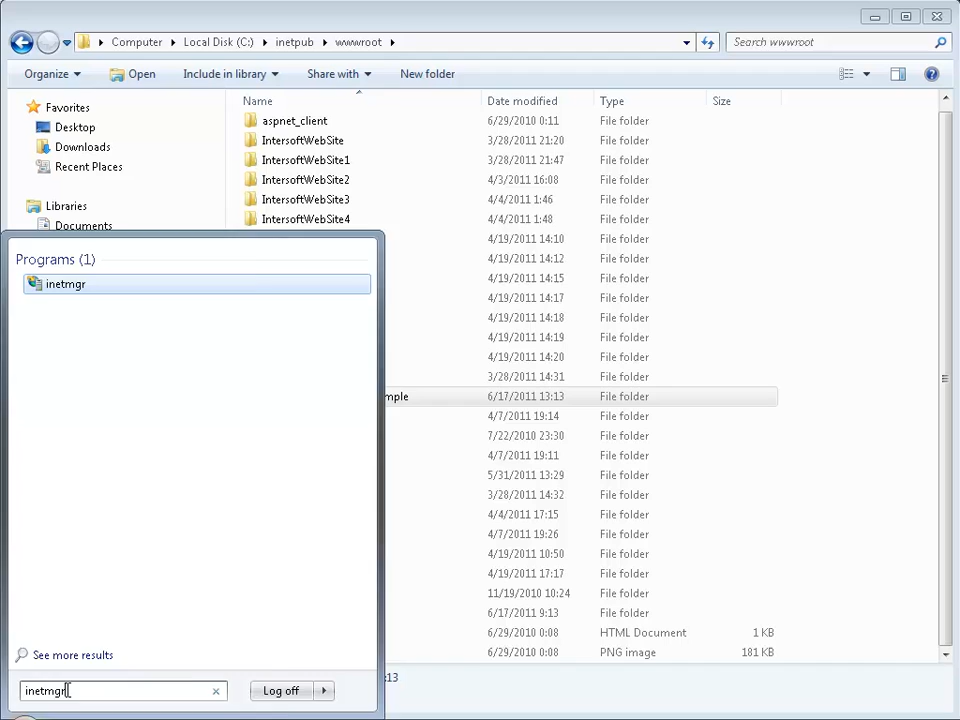 Computer Local Disk (C:) inetpub wwwroot Search wwwroot
Organize Open Include in library Share with New folder
Name Date modified Type Size
Favorites
Desktop
Downloads
Recent Places
Libraries
Documents
aspnet_client 6/29/2010 0:11 File folder
IntersoftWebSite 3/28/2011 21:20 File folder
IntersoftWebSite1 3/28/2011 21:47 File folder
IntersoftWebSite2 4/3/2011 16:08 File folder
IntersoftWebSite3 4/4/2011 1:46 File folder
IntersoftWebSite4 4/4/2011 1:48 File folder
4/19/2011 14:10 File folder
4/19/2011 14:12 File folder
4/19/2011 14:15 File folder
4/19/2011 14:17 File folder
4/19/2011 14:18 File folder
4/19/2011 14:19 File folder
4/19/2011 14:20 File folder
3/28/2011 14:31 File folder
mple 6/17/2011 13:13 File folder
4/7/2011 19:14 File folder
7/22/2010 23:30 File folder
4/7/2011 19:11 File folder
5/31/2011 13:29 File folder
3/28/2011 14:32 File folder
4/4/2011 17:15 File folder
4/7/2011 19:26 File folder
4/19/2011 10:50 File folder
4/19/2011 17:17 File folder
11/19/2010 10:24 File folder
6/17/2011 9:13 File folder
6/29/2010 0:08 HTML Document 1 KB
6/29/2010 0:08 PNG image 181 KB
:13
Programs (1)
inetmgr
See more results
inetmgr
Log off